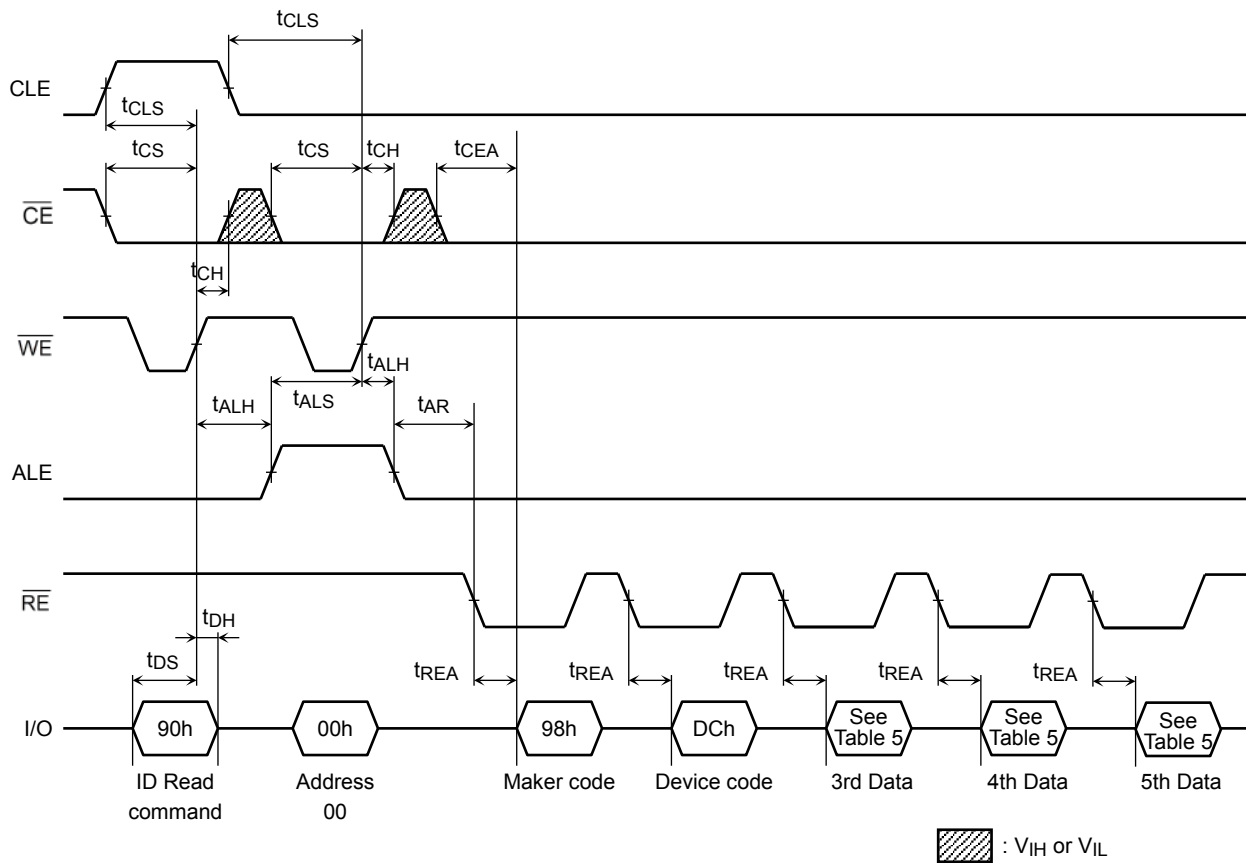 tCLS
CLE
tCLS
tCS
tCS
tCH
tCEA
CE
tCH
WE
tALH
tALH
tALS
tAR
ALE
RE
tDH
tDS
tREA
tREA
tREA
tREA
tREA
I/O
90h
00h
98h
DCh
See
Table 5
See
Table 5
See
Table 5
ID Read
command
Address
00
Maker code
Device code
3rd Data
4th Data
5th Data
: VIH or VIL